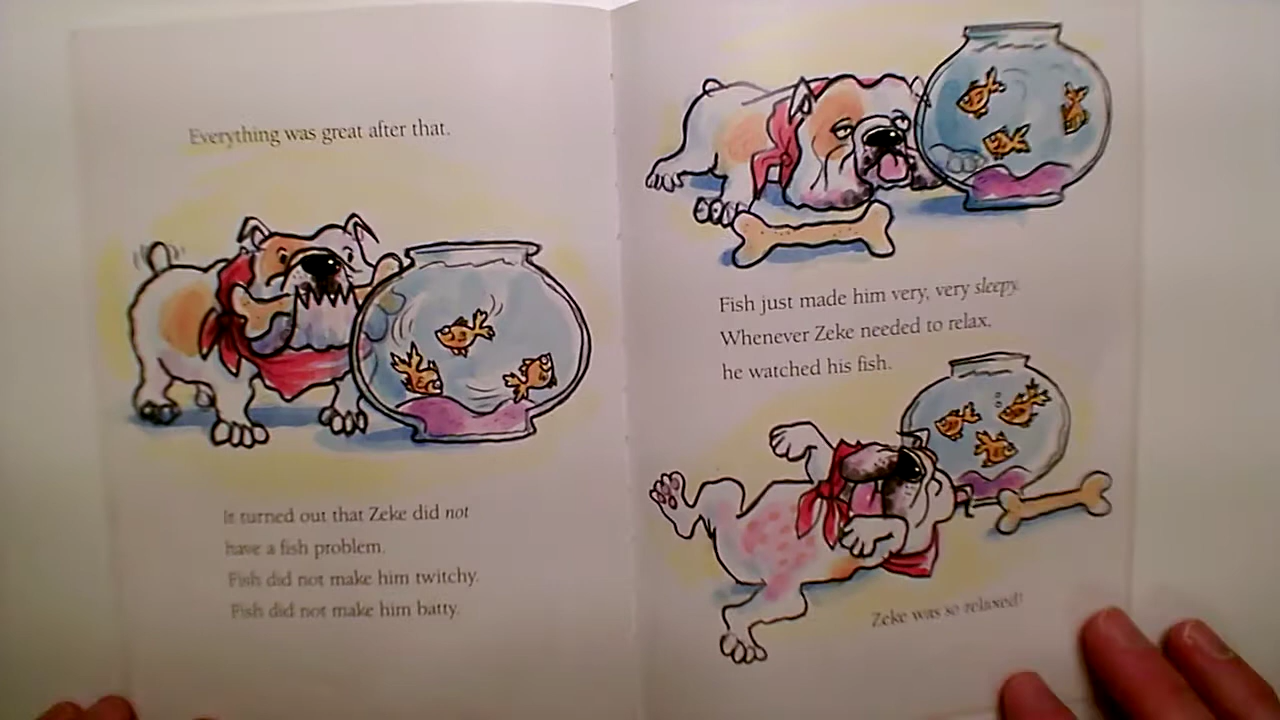 Everything was great after that.
It turned out that Zeke did not
have a fish problem.
Fish did not make him twitchy.
Fish did not make him batty.
Fish just made him very, very sleepy.
Whenever Zeke needed to relax,
he watched his fish.
Zeke was so relaxed!